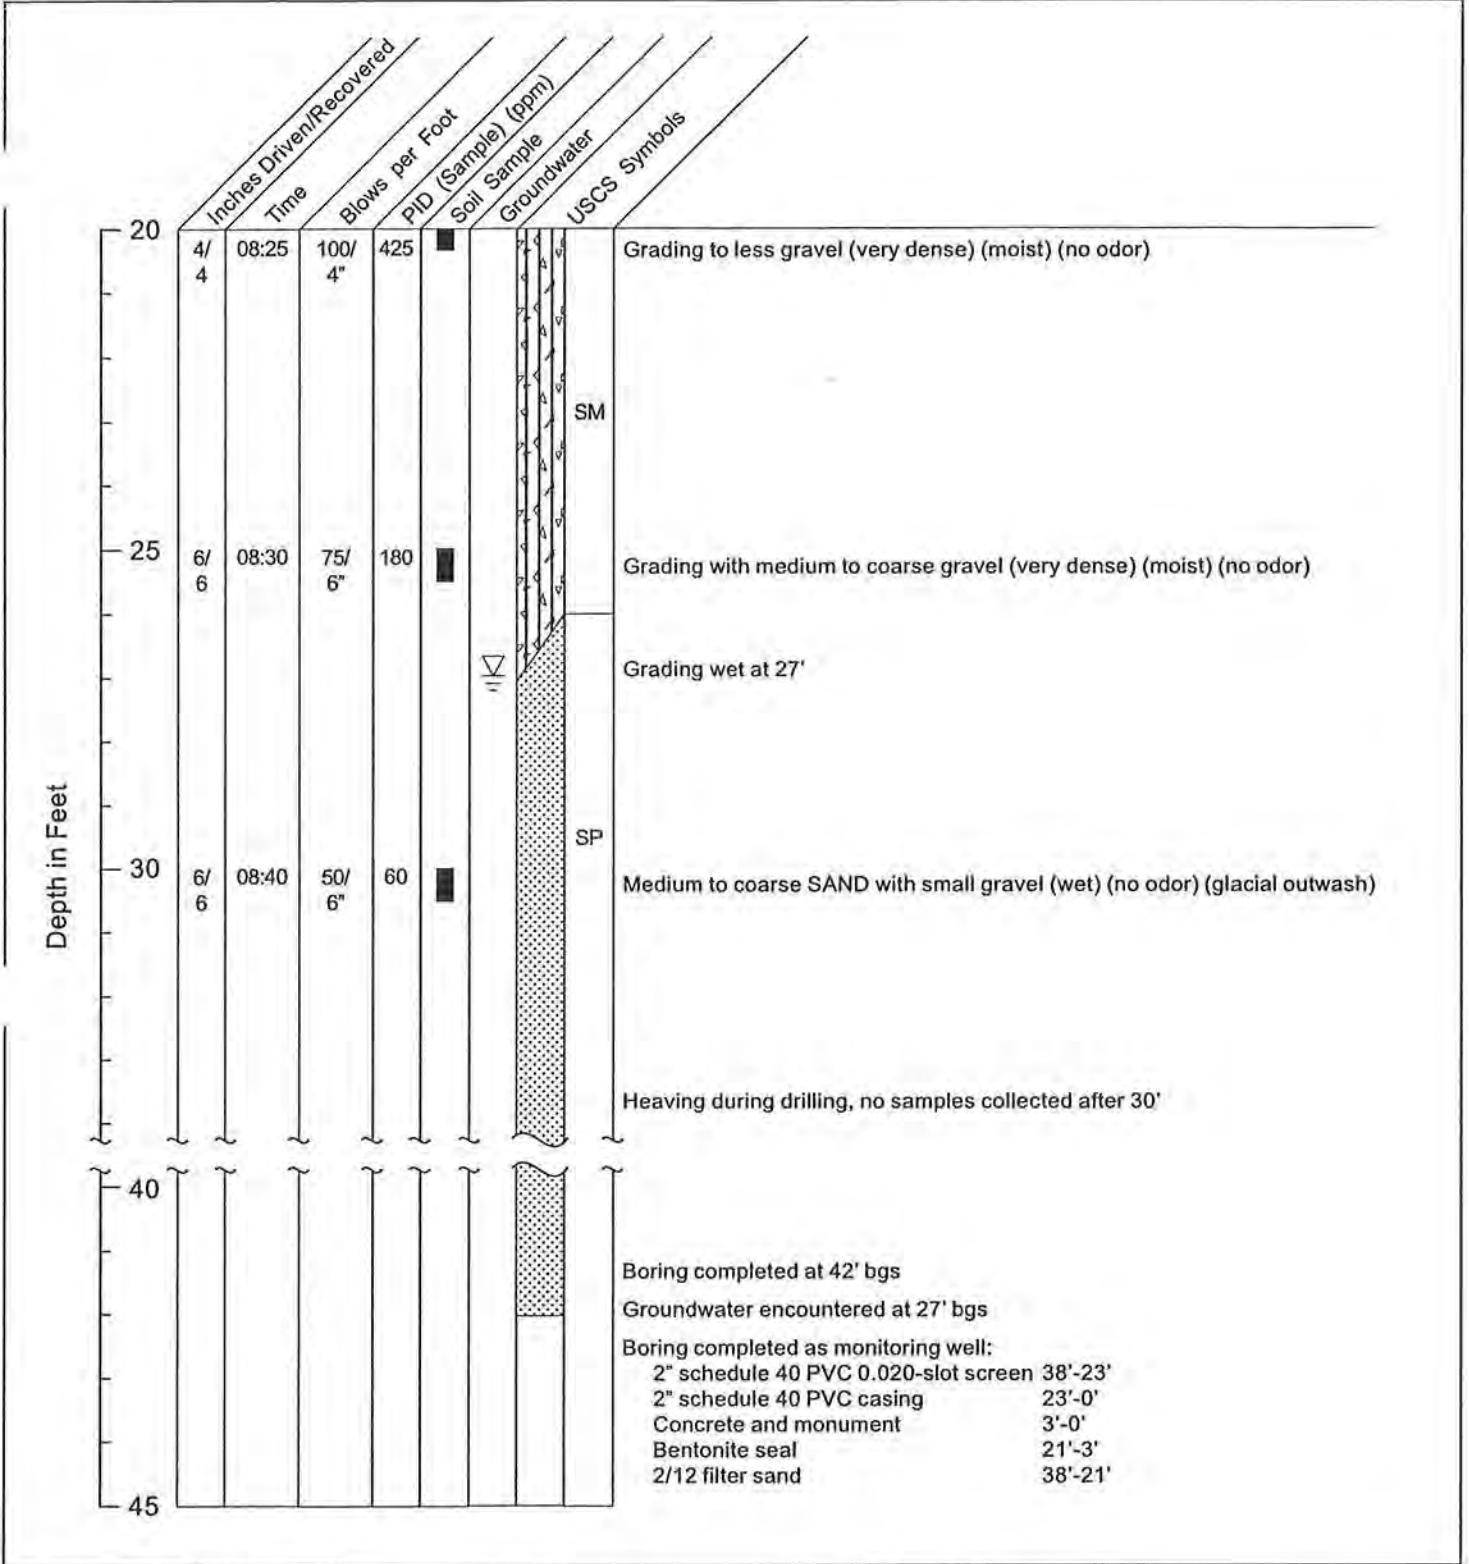 Inches Driven/Recovered
Time
Blows per Foot
PID (Sample) (ppm)
Soil Sample
Groundwater
USCS Symbols
20
4/ 08:25 100/ 425
4 4"
Grading to less gravel (very dense) (moist) (no odor)
SM
25
6/ 08:30 75/ 180
6 6"
Grading with medium to coarse gravel (very dense) (moist) (no odor)
Grading wet at 27'
Depth in Feet
SP
30
6/ 08:40 50/ 60
6 6"
Medium to coarse SAND with small gravel (wet) (no odor) (glacial outwash)
Heaving during drilling, no samples collected after 30'
40
Boring completed at 42' bgs
Groundwater encountered at 27' bgs
Boring completed as monitoring well:
2" schedule 40 PVC 0.020-slot screen 38'-23'
2" schedule 40 PVC casing 23'-0'
Concrete and monument 3'-0'
Bentonite seal 21'-3'
2/12 filter sand 38'-21'
45